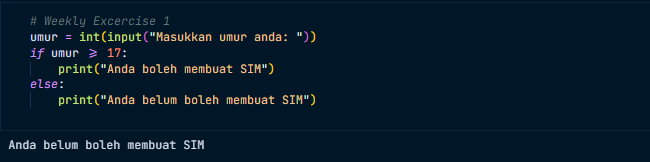 # Weekly Excercise 1
umur = int(input("Masukkan umur anda: "))
if umur >= 17:
    print("Anda boleh membuat SIM")
else:
    print("Anda belum boleh membuat SIM")
Anda belum boleh membuat SIM